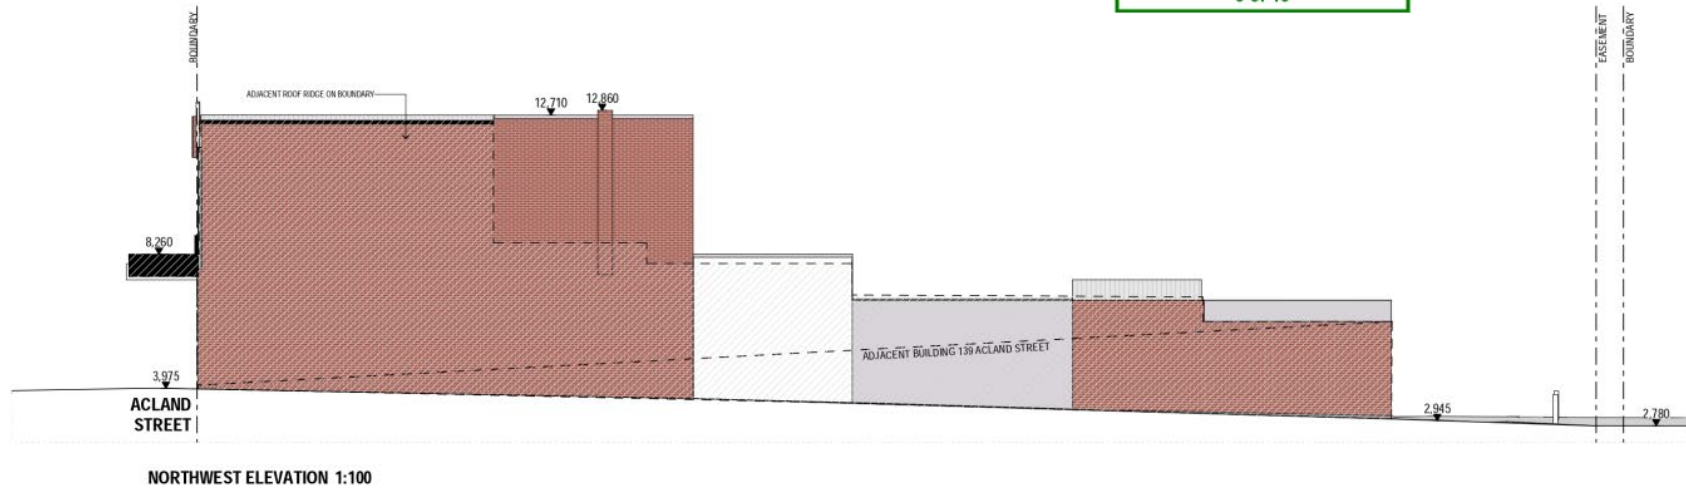 BOUNDARY
EASEMENT
BOUNDARY
ADJACENT ROOF RIDGE ON BOUNDARY
12,710
12,860
8,260
ADJACENT BUILDING 139 ACLAND STREET
3,975
ACLAND
STREET
2,945
2,780
NORTHWEST ELEVATION 1:100